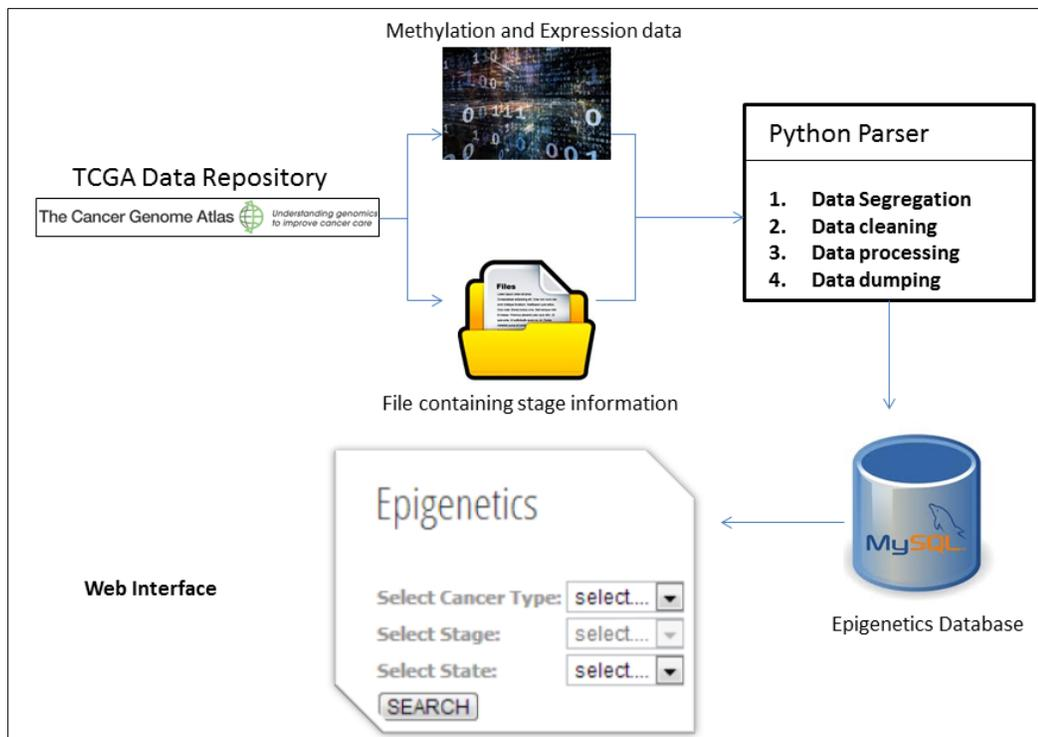 Methylation and Expression data
TCGA Data Repository
The Cancer Genome Atlas
Understanding genomics
to improve cancer care
Files
File containing stage information
Python Parser
1. Data Segregation
2. Data cleaning
3. Data processing
4. Data dumping
MySQL
Epigenetics Database
Web Interface
Epigenetics
Select Cancer Type: select....
Select Stage: select....
Select State: select....
SEARCH